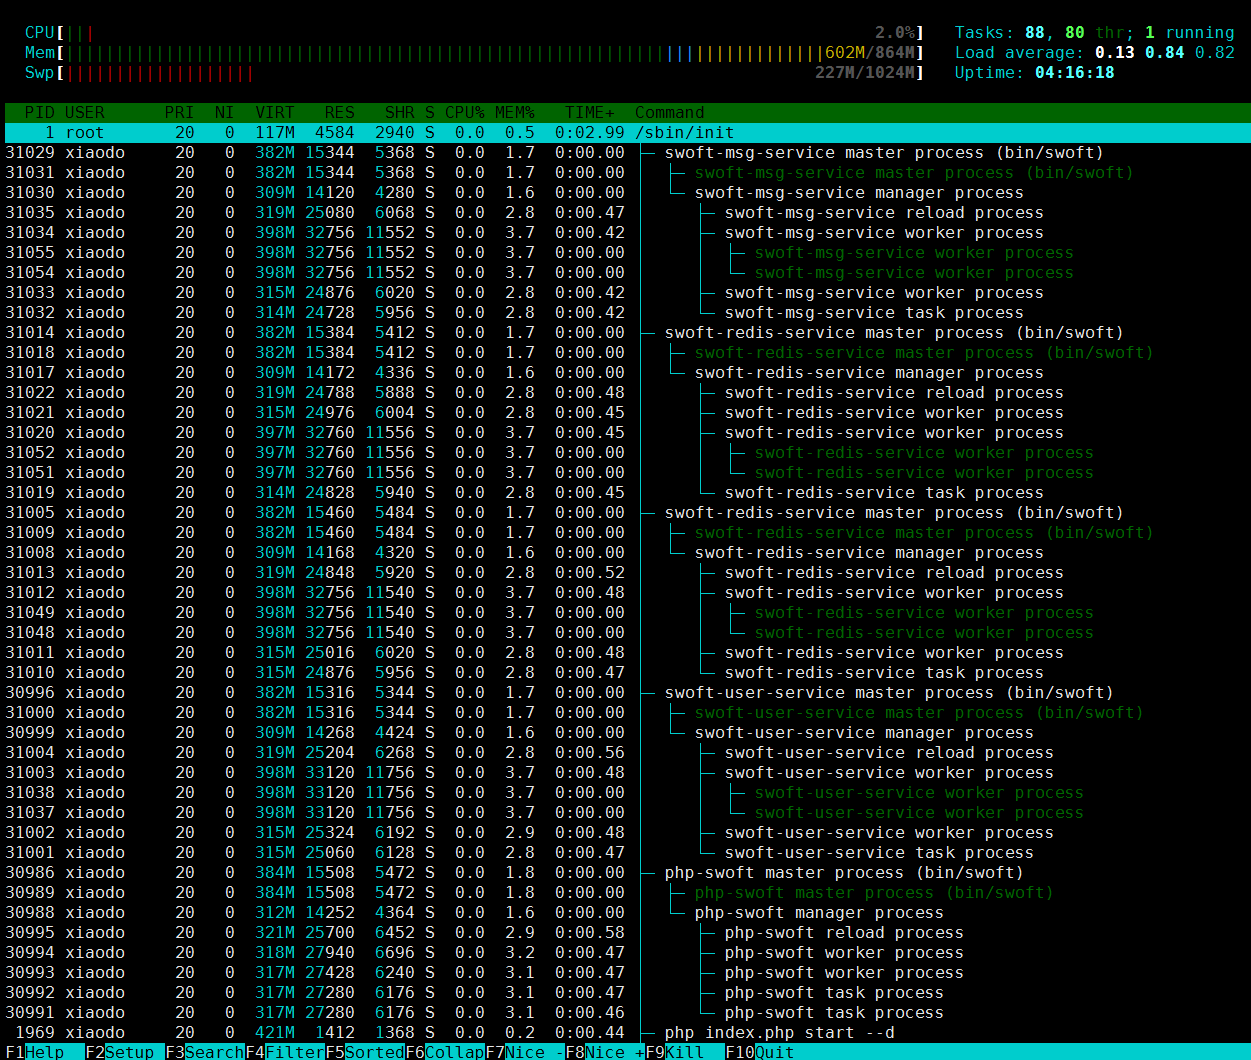 CPU[||| 2.0%] Tasks: 88, 80 thr; 1 running
Mem[||||||||||||||||||||||||||||||||||||||||||||||||||||||||||||||||||||||||||||602M/864M] Load average: 0.13 0.84 0.82
Swp[||||||||||||||||||| 227M/1024M] Uptime: 04:16:18
PID USER PRI NI VIRT RES SHR S CPU% MEM% TIME+ Command
1 root 20 0 117M 4584 2940 S 0.0 0.5 0:02.99 /sbin/init
31029 xiaodo 20 0 382M 15344 5368 S 0.0 1.7 0:00.00 ├─ swoft-msg-service master process (bin/swoft)
31031 xiaodo 20 0 382M 15344 5368 S 0.0 1.7 0:00.00 │ ├─ swoft-msg-service master process (bin/swoft)
31030 xiaodo 20 0 309M 14120 4280 S 0.0 1.6 0:00.00 │ └─ swoft-msg-service manager process
31035 xiaodo 20 0 319M 25080 6068 S 0.0 2.8 0:00.47 │ ├─ swoft-msg-service reload process
31034 xiaodo 20 0 398M 32756 11552 S 0.0 3.7 0:00.42 │ ├─ swoft-msg-service worker process
31055 xiaodo 20 0 398M 32756 11552 S 0.0 3.7 0:00.00 │ │ ├─ swoft-msg-service worker process
31054 xiaodo 20 0 398M 32756 11552 S 0.0 3.7 0:00.00 │ │ └─ swoft-msg-service worker process
31033 xiaodo 20 0 315M 24876 6020 S 0.0 2.8 0:00.42 │ ├─ swoft-msg-service worker process
31032 xiaodo 20 0 314M 24728 5956 S 0.0 2.8 0:00.42 │ └─ swoft-msg-service task process
31014 xiaodo 20 0 382M 15384 5412 S 0.0 1.7 0:00.00 ├─ swoft-redis-service master process (bin/swoft)
31018 xiaodo 20 0 382M 15384 5412 S 0.0 1.7 0:00.00 │ ├─ swoft-redis-service master process (bin/swoft)
31017 xiaodo 20 0 309M 14172 4336 S 0.0 1.6 0:00.00 │ └─ swoft-redis-service manager process
31022 xiaodo 20 0 319M 24788 5888 S 0.0 2.8 0:00.48 │ ├─ swoft-redis-service reload process
31021 xiaodo 20 0 315M 24976 6004 S 0.0 2.8 0:00.45 │ ├─ swoft-redis-service worker process
31020 xiaodo 20 0 397M 32760 11556 S 0.0 3.7 0:00.45 │ ├─ swoft-redis-service worker process
31052 xiaodo 20 0 397M 32760 11556 S 0.0 3.7 0:00.00 │ │ ├─ swoft-redis-service worker process
31051 xiaodo 20 0 397M 32760 11556 S 0.0 3.7 0:00.00 │ │ └─ swoft-redis-service worker process
31019 xiaodo 20 0 314M 24828 5940 S 0.0 2.8 0:00.45 │ └─ swoft-redis-service task process
31005 xiaodo 20 0 382M 15460 5484 S 0.0 1.7 0:00.00 ├─ swoft-redis-service master process (bin/swoft)
31009 xiaodo 20 0 382M 15460 5484 S 0.0 1.7 0:00.00 │ ├─ swoft-redis-service master process (bin/swoft)
31008 xiaodo 20 0 309M 14168 4320 S 0.0 1.6 0:00.00 │ └─ swoft-redis-service manager process
31013 xiaodo 20 0 319M 24848 5920 S 0.0 2.8 0:00.52 │ ├─ swoft-redis-service reload process
31012 xiaodo 20 0 398M 32756 11540 S 0.0 3.7 0:00.48 │ ├─ swoft-redis-service worker process
31049 xiaodo 20 0 398M 32756 11540 S 0.0 3.7 0:00.00 │ │ ├─ swoft-redis-service worker process
31048 xiaodo 20 0 398M 32756 11540 S 0.0 3.7 0:00.00 │ │ └─ swoft-redis-service worker process
31011 xiaodo 20 0 315M 25016 6020 S 0.0 2.8 0:00.48 │ ├─ swoft-redis-service worker process
31010 xiaodo 20 0 315M 24876 5956 S 0.0 2.8 0:00.47 │ └─ swoft-redis-service task process
30996 xiaodo 20 0 382M 15316 5344 S 0.0 1.7 0:00.00 ├─ swoft-user-service master process (bin/swoft)
31000 xiaodo 20 0 382M 15316 5344 S 0.0 1.7 0:00.00 │ ├─ swoft-user-service master process (bin/swoft)
30999 xiaodo 20 0 309M 14268 4424 S 0.0 1.6 0:00.00 │ └─ swoft-user-service manager process
31004 xiaodo 20 0 319M 25204 6268 S 0.0 2.8 0:00.56 │ ├─ swoft-user-service reload process
31003 xiaodo 20 0 398M 33120 11756 S 0.0 3.7 0:00.48 │ ├─ swoft-user-service worker process
31038 xiaodo 20 0 398M 33120 11756 S 0.0 3.7 0:00.00 │ │ ├─ swoft-user-service worker process
31037 xiaodo 20 0 398M 33120 11756 S 0.0 3.7 0:00.00 │ │ └─ swoft-user-service worker process
31002 xiaodo 20 0 315M 25324 6192 S 0.0 2.9 0:00.48 │ ├─ swoft-user-service worker process
31001 xiaodo 20 0 315M 25060 6128 S 0.0 2.8 0:00.47 │ └─ swoft-user-service task process
30986 xiaodo 20 0 384M 15508 5472 S 0.0 1.8 0:00.00 ├─ php-swoft master process (bin/swoft)
30989 xiaodo 20 0 384M 15508 5472 S 0.0 1.8 0:00.00 │ ├─ php-swoft master process (bin/swoft)
30988 xiaodo 20 0 312M 14252 4364 S 0.0 1.6 0:00.00 │ └─ php-swoft manager process
30995 xiaodo 20 0 321M 25700 6452 S 0.0 2.9 0:00.58 │ ├─ php-swoft reload process
30994 xiaodo 20 0 318M 27940 6696 S 0.0 3.2 0:00.47 │ ├─ php-swoft worker process
30993 xiaodo 20 0 317M 27428 6240 S 0.0 3.1 0:00.47 │ ├─ php-swoft worker process
30992 xiaodo 20 0 317M 27280 6176 S 0.0 3.1 0:00.47 │ ├─ php-swoft task process
30991 xiaodo 20 0 317M 27280 6176 S 0.0 3.1 0:00.46 │ └─ php-swoft task process
1969 xiaodo 20 0 421M 1412 1368 S 0.0 0.2 0:00.44 ├─ php index.php start --d
F1Help F2Setup F3SearchF4FilterF5SortedF6CollapF7Nice -F8Nice +F9Kill F10Quit